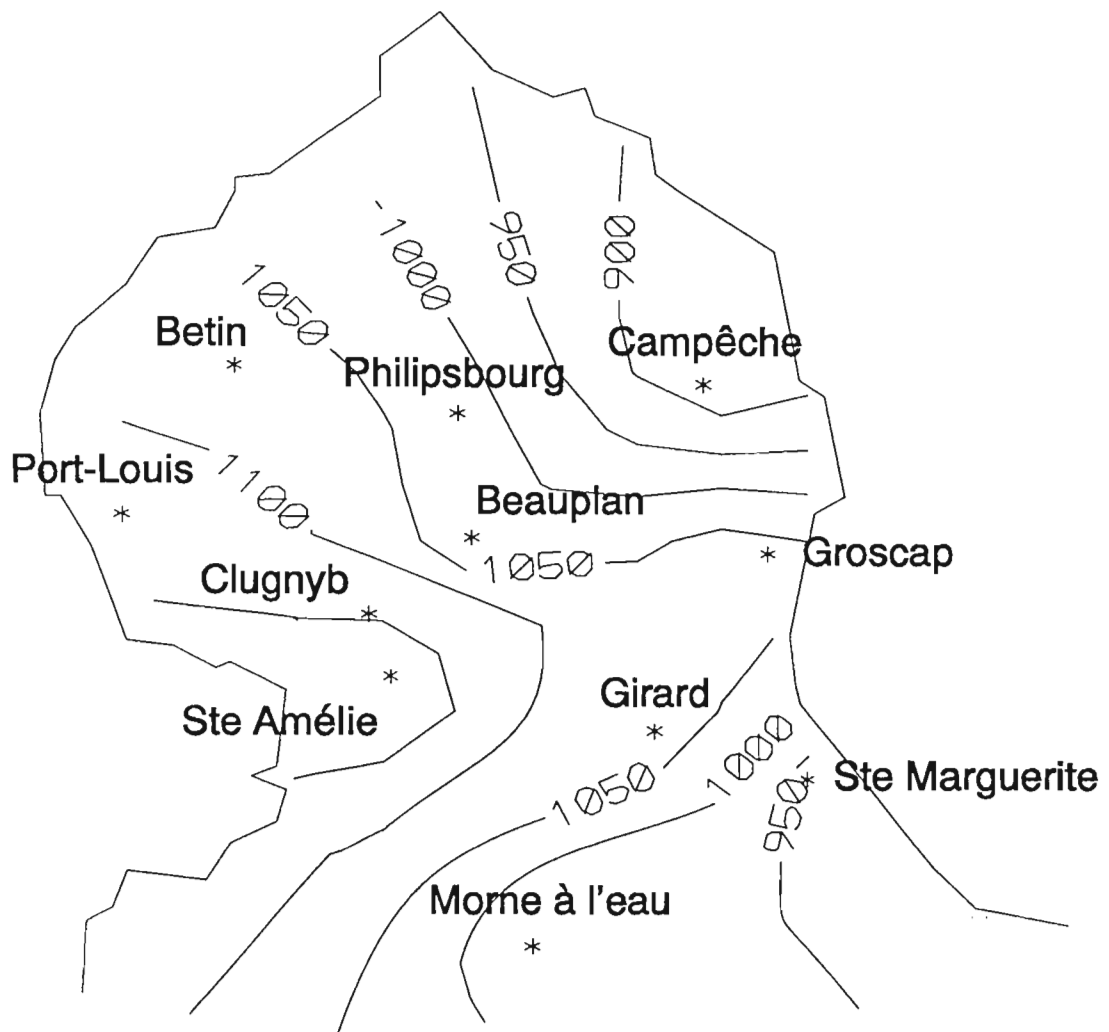 -1000
950
900
1050
Betin
Campêche
Philipsbourg
Port-Louis
1100
Beauplan
1050
Groscap
Clugnyb
Girard
Ste Amélie
1000
1050
950-
Ste Marguerite
Morne à l'eau